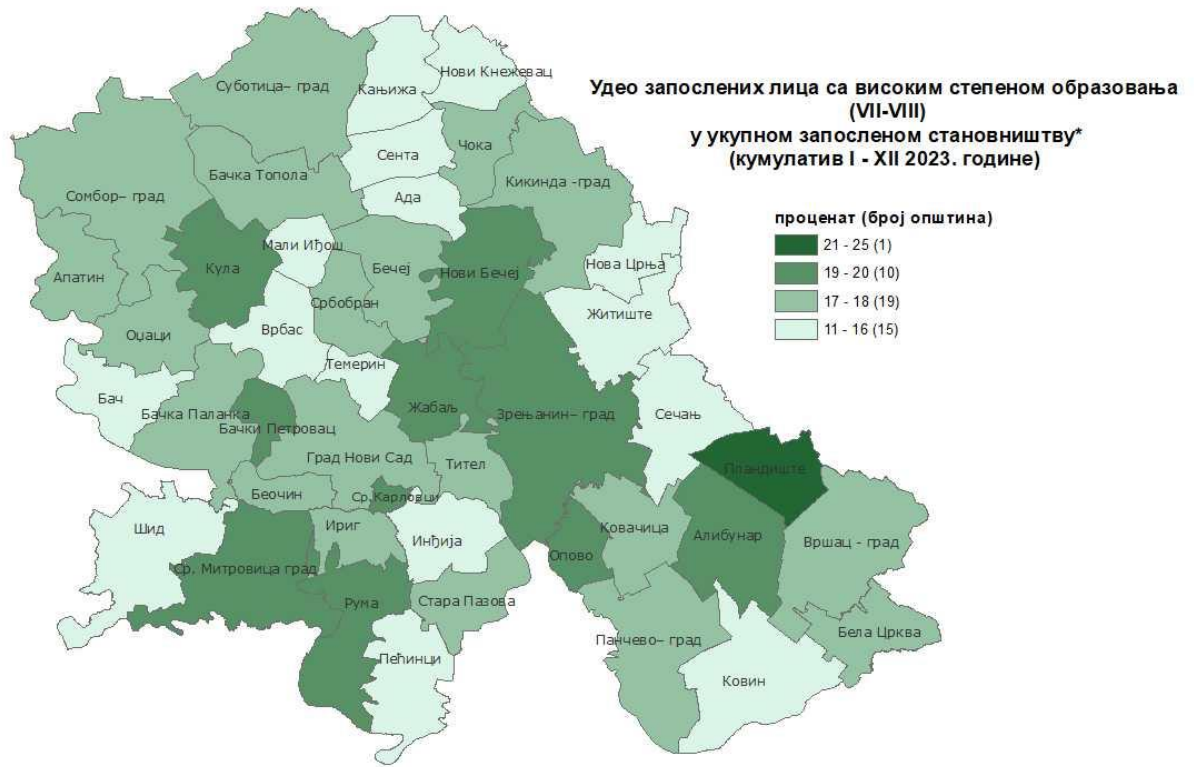 Удео запослених лица са високим степеном образовања
(VII-VIII)
у укупном запосленом становништву*
(кумулатив I - XII 2023. године)
проценат (број општина)
21 - 25 (1)
19 - 20 (10)
17 - 18 (19)
11 - 16 (15)
Нови Кнежевац
Суботица– град
Кањижа
Чока
Сента
Бачка Топола
Кикинда -град
Сомбор– град
Ада
Мали Иђош
Нова Црња
Кула
Бечеј
Нови Бечеј
Апатин
Србобран
Житиште
Врбас
Оџаци
Темерин
Бач
Жабаљ
Зрењанин– град
Сечањ
Бачка Паланка
Бачки Петровац
Град Нови Сад
Тител
Пландиште
Беочин
Ср.Карловци
Шид
Ириг
Ковачица
Алибунар
Инђија
Вршац - град
Опово
Ср. Митровица град
Рума
Стара Пазова
Бела Црква
Панчево– град
Пећинци
Ковин